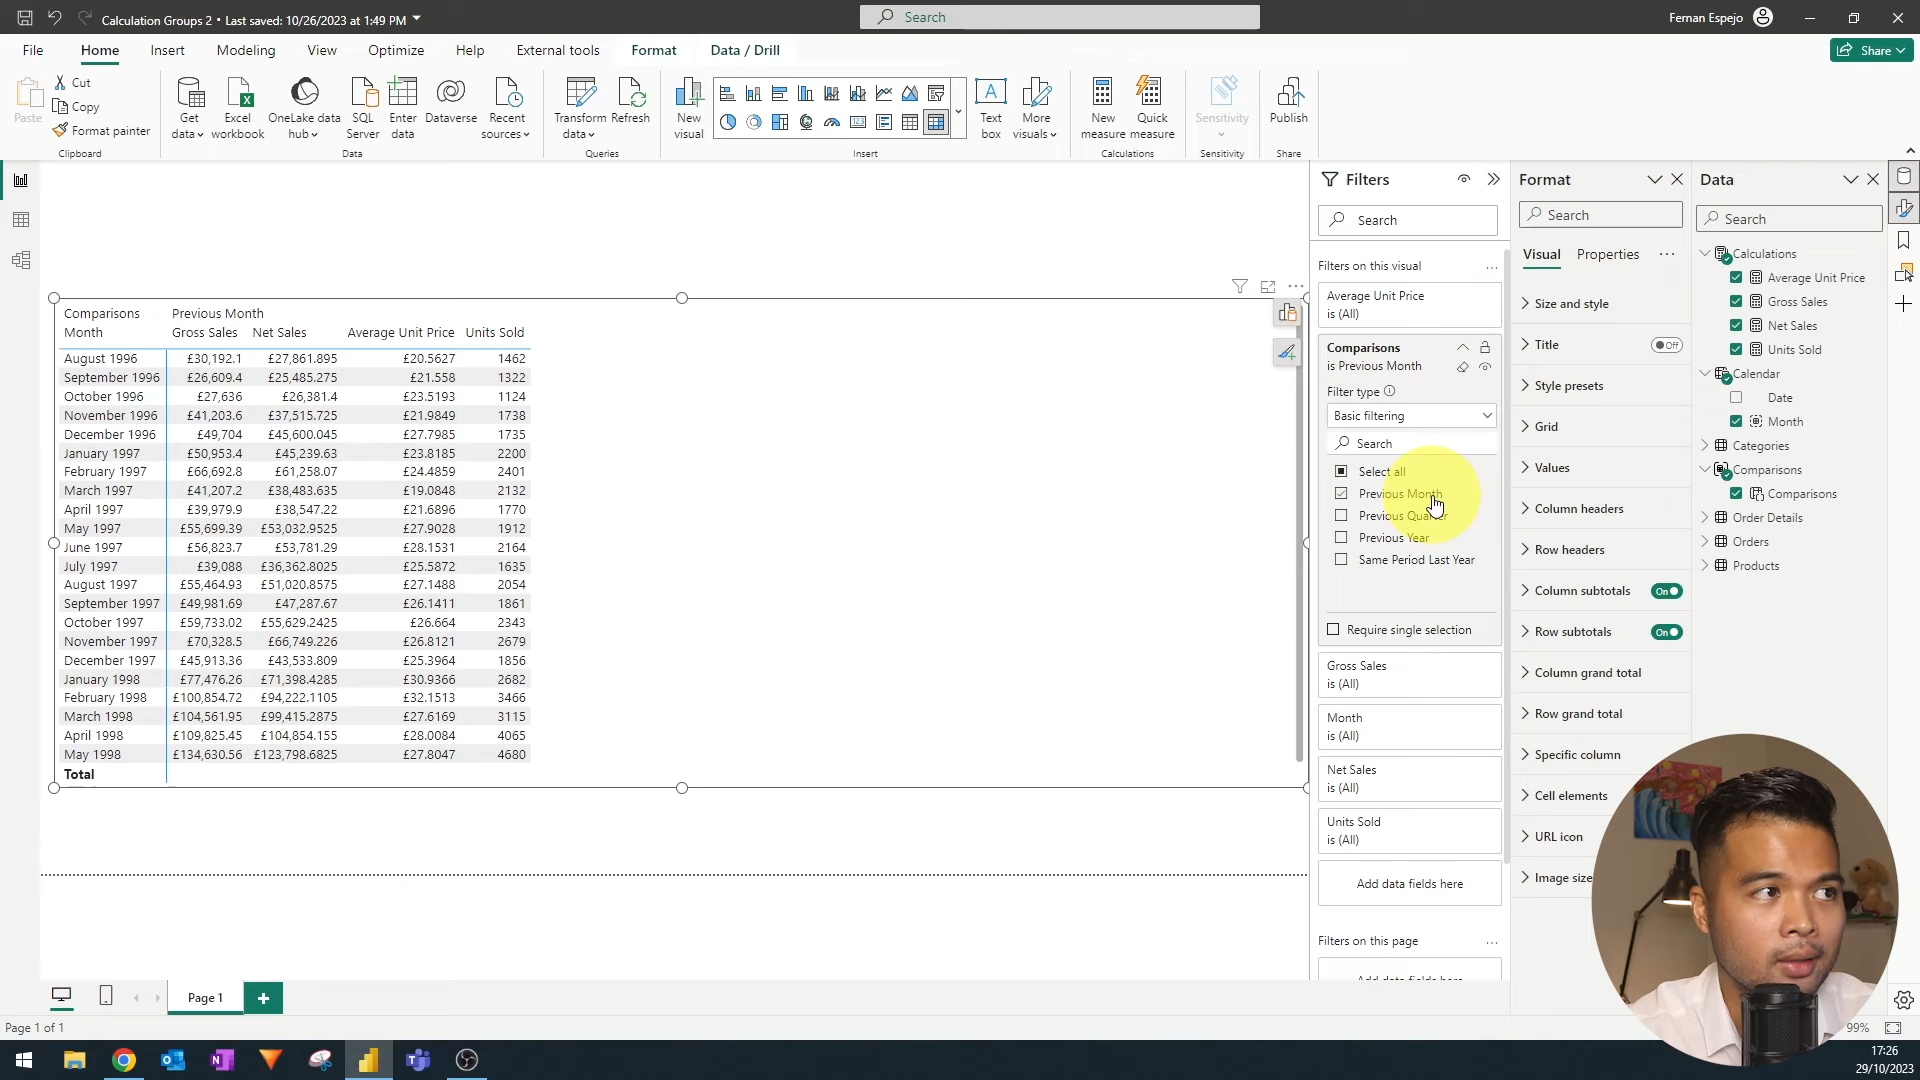 Calculation Groups 2 • Last saved: 10/26/2023 at 1:49 PM
Search
Fernan Espejo
File
Home
Insert
Modeling
View
Optimize
Help
External tools
Format
Data / Drill
Share
Paste
Cut
Copy
Format painter
Clipboard
Get data
Excel workbook
OneLake data hub
SQL Server
Enter data
Dataverse
Recent sources
Data
Transform data
Refresh
Queries
New visual
Text box
More visuals
Insert
New measure
Quick measure
Calculations
Sensitivity
Sensitivity
Publish
Share
Comparisons Previous Month
Month Gross Sales Net Sales Average Unit Price Units Sold
August 1996 £30,192.1 £27,861.895 £20.5627 1462
September 1996 £26,609.4 £25,485.275 £21.558 1322
October 1996 £27,636 £26,381.4 £23.5193 1124
November 1996 £41,203.6 £37,515.725 £21.9849 1738
December 1996 £49,704 £45,600.045 £27.7985 1735
January 1997 £50,953.4 £45,239.63 £23.8185 2200
February 1997 £66,692.8 £61,258.07 £24.4859 2401
March 1997 £41,207.2 £38,483.635 £19.0848 2132
April 1997 £39,979.9 £38,547.22 £21.6896 1770
May 1997 £55,699.39 £53,032.9525 £27.9028 1912
June 1997 £56,823.7 £53,781.29 £28.1531 2164
July 1997 £39,088 £36,362.8025 £25.5872 1635
August 1997 £55,464.93 £51,020.8575 £27.1488 2054
September 1997 £49,981.69 £47,287.67 £26.1411 1861
October 1997 £59,733.02 £55,629.2425 £26.664 2343
November 1997 £70,328.5 £66,749.226 £26.8121 2679
December 1997 £45,913.36 £43,533.809 £25.3964 1856
January 1998 £77,476.26 £71,398.4285 £30.9366 2682
February 1998 £100,854.72 £94,222.1105 £32.1513 3466
March 1998 £104,561.95 £99,415.2875 £27.6169 3115
April 1998 £109,825.45 £104,854.155 £28.0084 4065
May 1998 £134,630.56 £123,798.6825 £27.8047 4680
Total
Filters
Search
Filters on this visual
Average Unit Price
is (All)
Comparisons
is Previous Month
Filter type
Basic filtering
Search
Select all
Previous Month
Previous Quarter
Previous Year
Same Period Last Year
Require single selection
Gross Sales
is (All)
Month
is (All)
Net Sales
is (All)
Units Sold
is (All)
Add data fields here
Filters on this page
Add data fields here
Format
Search
Visual
Properties
Size and style
Title Off
Style presets
Grid
Values
Column headers
Row headers
Column subtotals On
Row subtotals On
Column grand total
Row grand total
Specific column
Cell elements
URL icon
Image size
Data
Search
Calculations
Average Unit Price
Gross Sales
Net Sales
Units Sold
Calendar
Date
Month
Categories
Comparisons
Comparisons
Order Details
Orders
Products
Page 1
Page 1 of 1
99%
17:26
29/10/2023